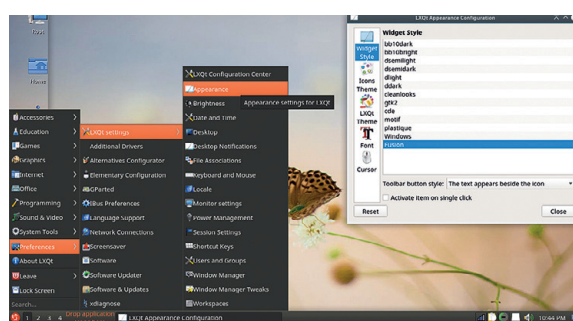 Root
Home
Accessories
Education
Games
Graphics
Internet
Office
Programming
Sound & Video
System Tools
Preferences
About LXQt
Leave
Lock Screen
Search...
LXQt settings
Additional Drivers
Alternatives Configurator
Elementary Configuration
GParted
IBus Preferences
Language Support
Network Connections
Screensaver
Software
Software Updater
Software & Updates
xdiagnose
LXQt Configuration Center
Appearance
Brightness
Appearance settings for LXQt
Date and Time
Desktop
Desktop Notifications
File Associations
Keyboard and Mouse
Locale
Monitor settings
Power Management
Session Settings
Shortcut Keys
Users and Groups
Window Manager
Window Manager Tweaks
Workspaces
LXQt Appearance Configuration
Widget Style
Icons Theme
LXQt Theme
Font
Cursor
Widget Style
bb10dark
bb10bright
dsemilight
dsemidark
dlight
ddark
cleanlooks
gtk2
cde
motif
plastique
Windows
Fusion
Toolbar button style: The text appears beside the icon
Activate item on single click
Reset
Close
1 2 3 4
Drop application
LXQt Appearance Configuration
10:44 PM